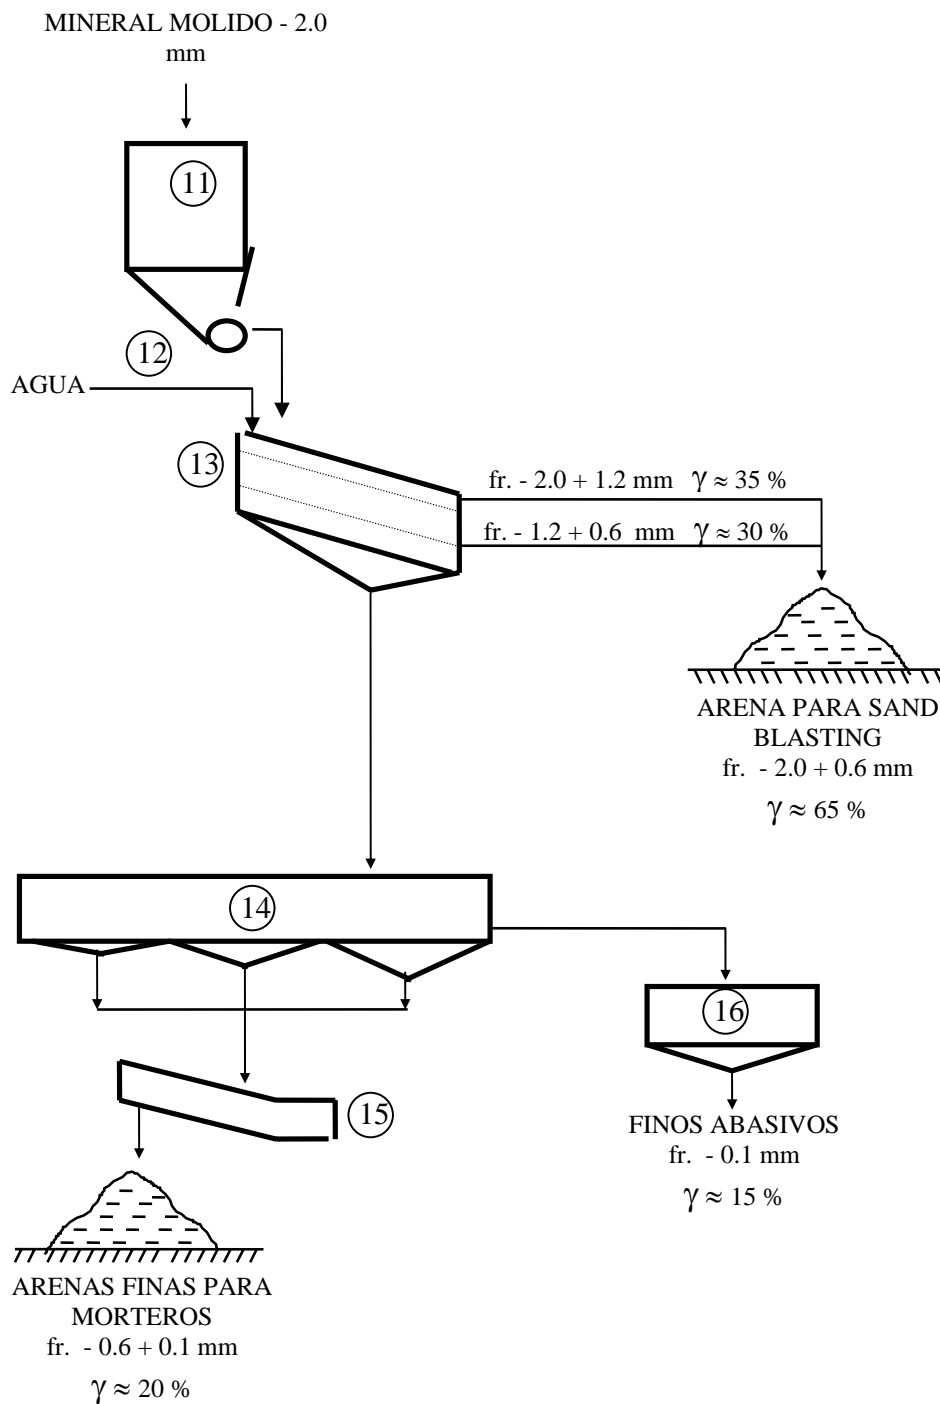 MINERAL MOLIDO - 2.0
mm
11
12
AGUA
13
fr. - 2.0 + 1.2 mm γ ≈ 35 %
fr. - 1.2 + 0.6 mm γ ≈ 30 %
ARENA PARA SAND
BLASTING
fr. - 2.0 + 0.6 mm
γ ≈ 65 %
14
16
15
FINOS ABASIVOS
fr. - 0.1 mm
γ ≈ 15 %
ARENAS FINAS PARA
MORTEROS
fr. - 0.6 + 0.1 mm
γ ≈ 20 %